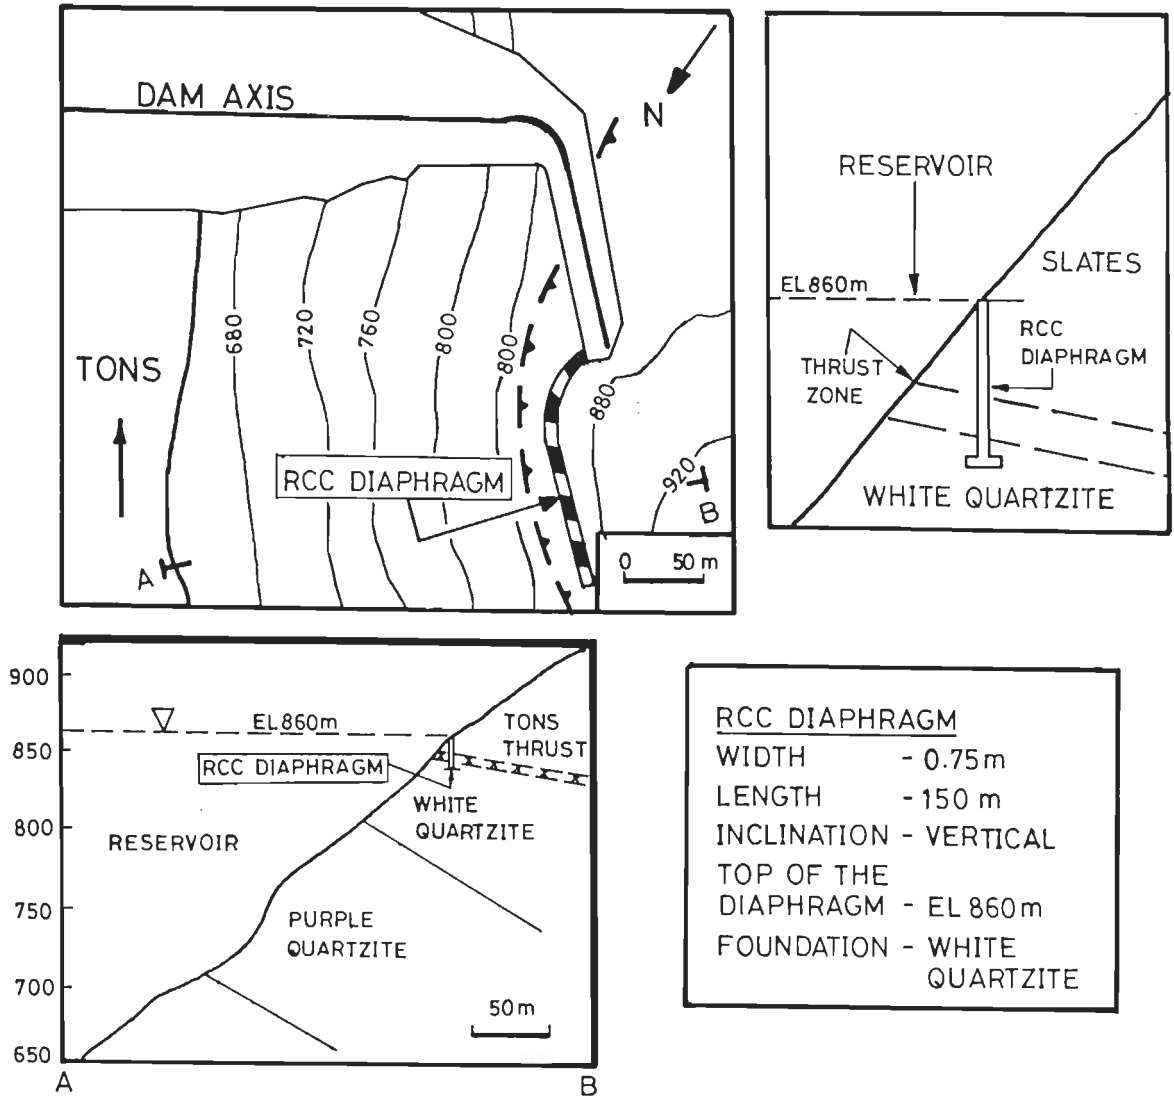 DAM AXIS
N
TONS
680
720
760
800
800
880
920
RCC DIAPHRAGM
A
B
0 50 m
RESERVOIR
EL 860m
SLATES
RCC
DIAPHRAGM
THRUST
ZONE
WHITE QUARTZITE
900
850
800
750
700
650
EL 860m
TONS
THRUST
RCC DIAPHRAGM
WHITE
QUARTZITE
RESERVOIR
PURPLE
QUARTZITE
50 m
A
B
RCC DIAPHRAGM
WIDTH - 0.75m
LENGTH - 150 m
INCLINATION - VERTICAL
TOP OF THE
DIAPHRAGM - EL 860m
FOUNDATION - WHITE
QUARTZITE